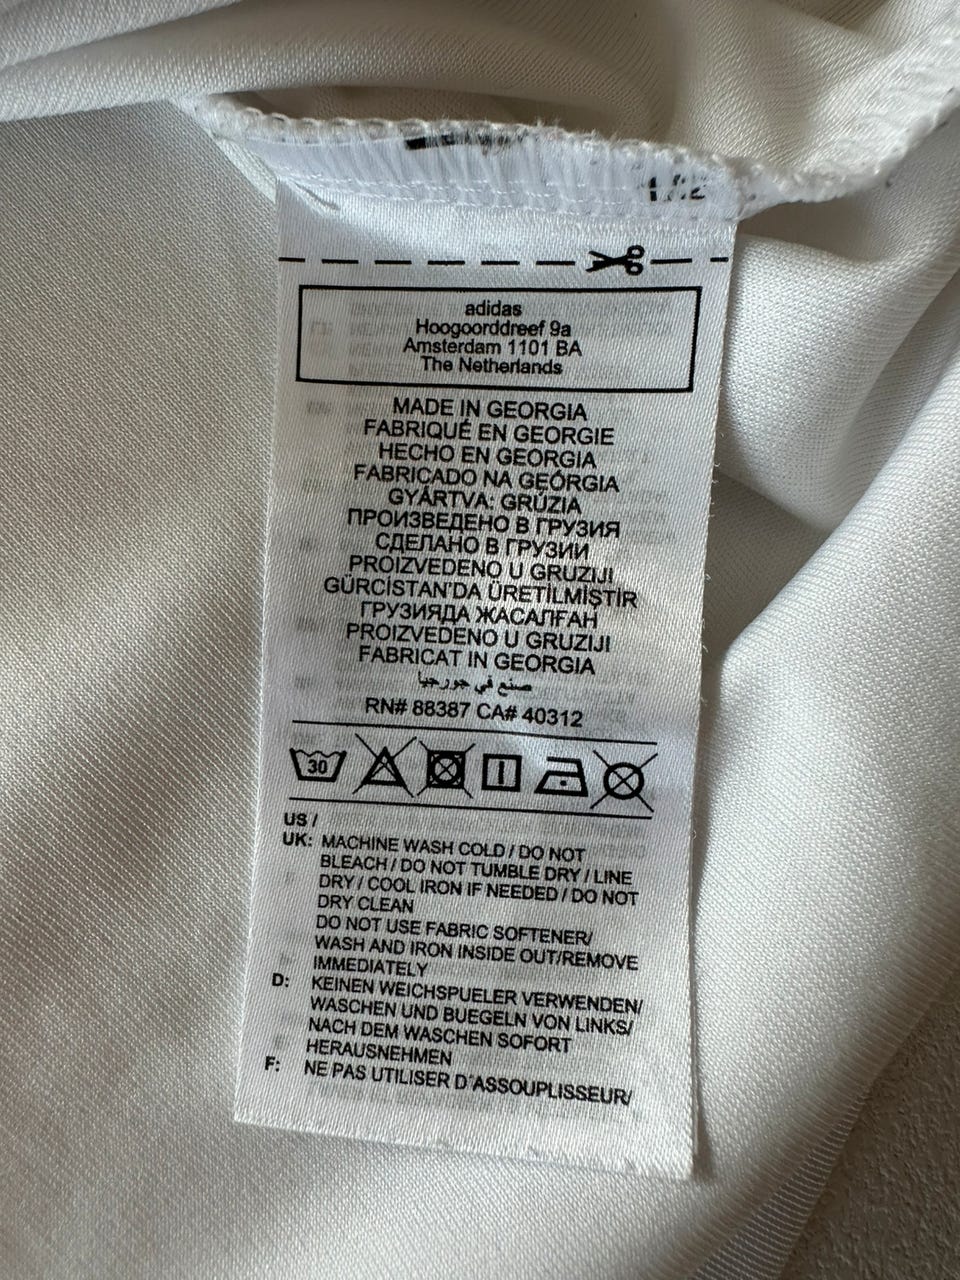 adidas
Hoogoorddreef 9a
Amsterdam 1101 BA
The Netherlands
MADE IN GEORGIA
FABRIQUÉ EN GEORGIE
HECHO EN GEORGIA
FABRICADO NA GEÓRGIA
GYÁRTVA: GRÚZIA
ПРОИЗВЕДЕНО В ГРУЗИЯ
СДЕЛАНО В ГРУЗИИ
PROIZVEDENO U GRUZIJI
GÜRCİSTAN'DA ÜRETİLMİŞTİR
ГРУЗИЯДА ЖАСАЛҒАН
PROIZVEDENO U GRUZIJI
FABRICAT IN GEORGIA
صنع في جورجيا
RN# 88387 CA# 40312
30
US /
UK: MACHINE WASH COLD / DO NOT
BLEACH / DO NOT TUMBLE DRY / LINE
DRY / COOL IRON IF NEEDED / DO NOT
DRY CLEAN
DO NOT USE FABRIC SOFTENER/
WASH AND IRON INSIDE OUT/REMOVE
IMMEDIATELY
D: KEINEN WEICHSPUELER VERWENDEN/
WASCHEN UND BUEGELN VON LINKS/
NACH DEM WASCHEN SOFORT
HERAUSNEHMEN
F: NE PAS UTILISER D'ASSOUPLISSEUR/